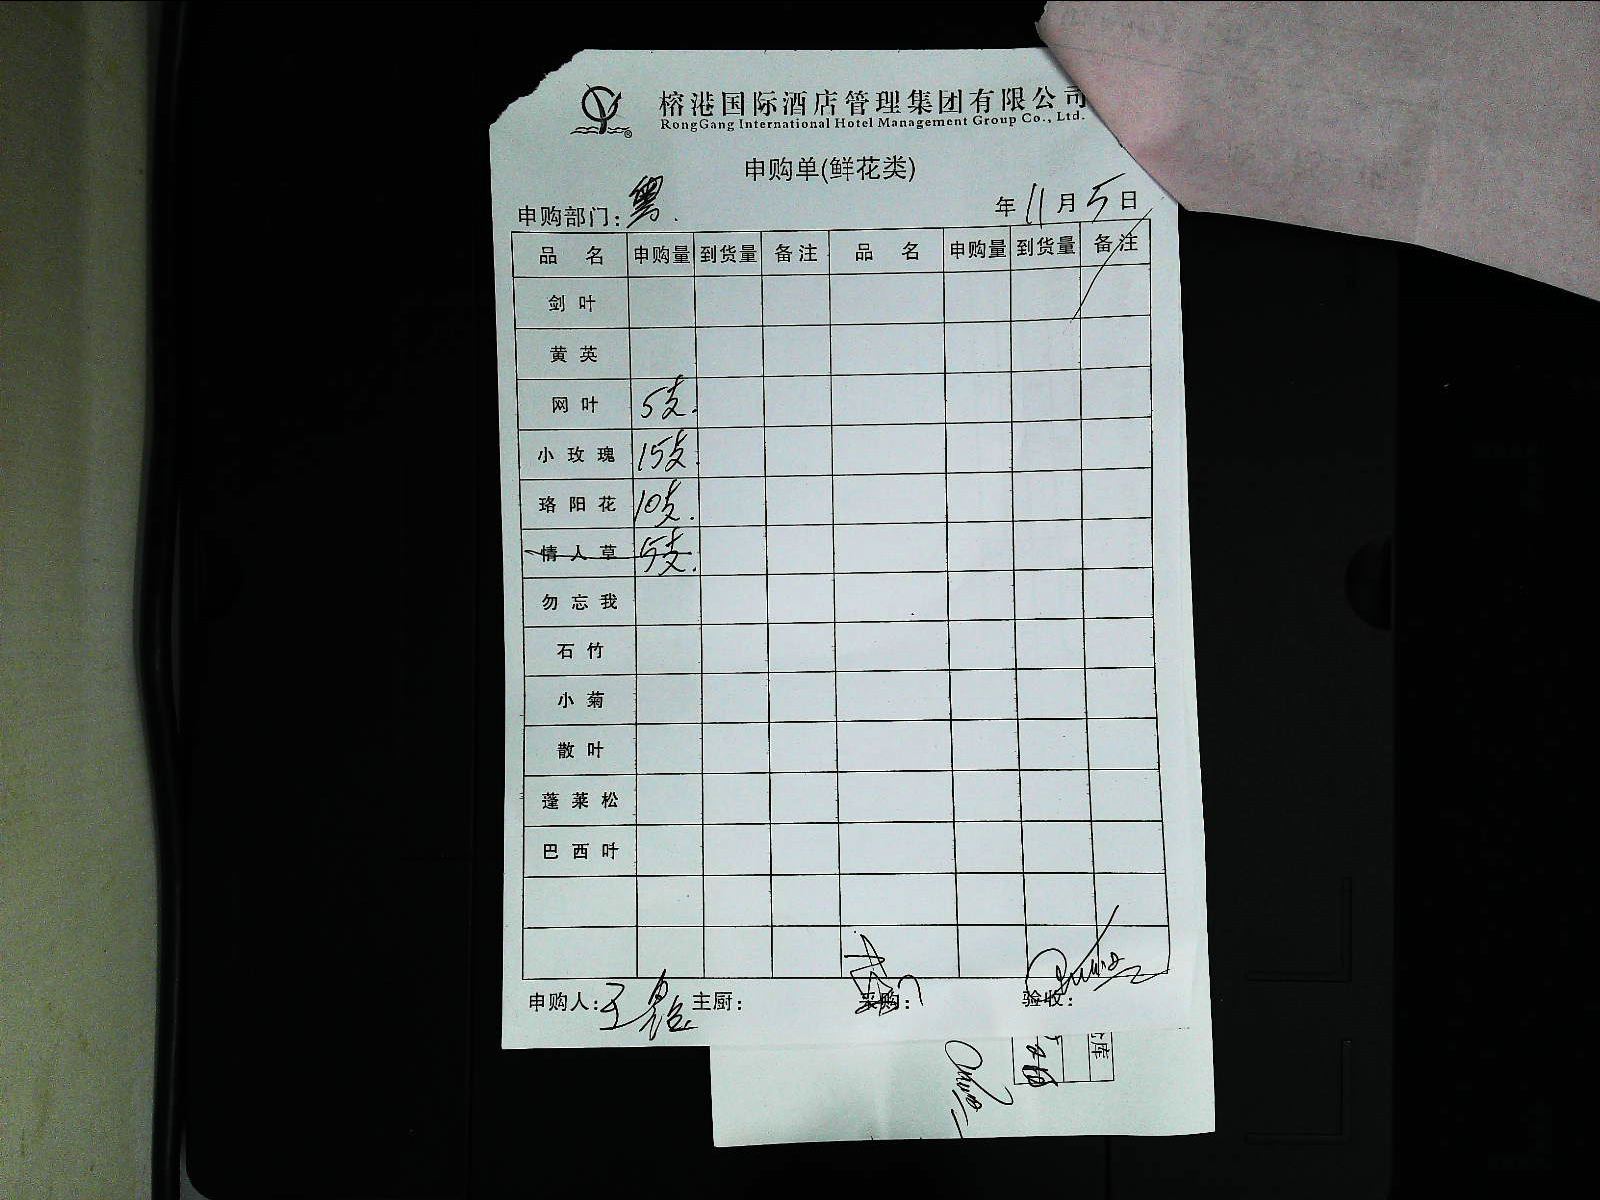 榕港国际酒店管理集团有限公司
RongGang International Hotel Management Group Co., Ltd.
申购单(鲜花类)
申购部门: 粤. 年 11 月 5 日
品 名 申购量 到货量 备注 品 名 申购量 到货量 备注
剑叶
黄英
网叶 5支.
小玫瑰 15支
珞阳花 10支.
情人草 5支.
勿忘我
石竹
小菊
散叶
蓬莱松
巴西叶
申购人: 主厨: 采购: 验收:
库